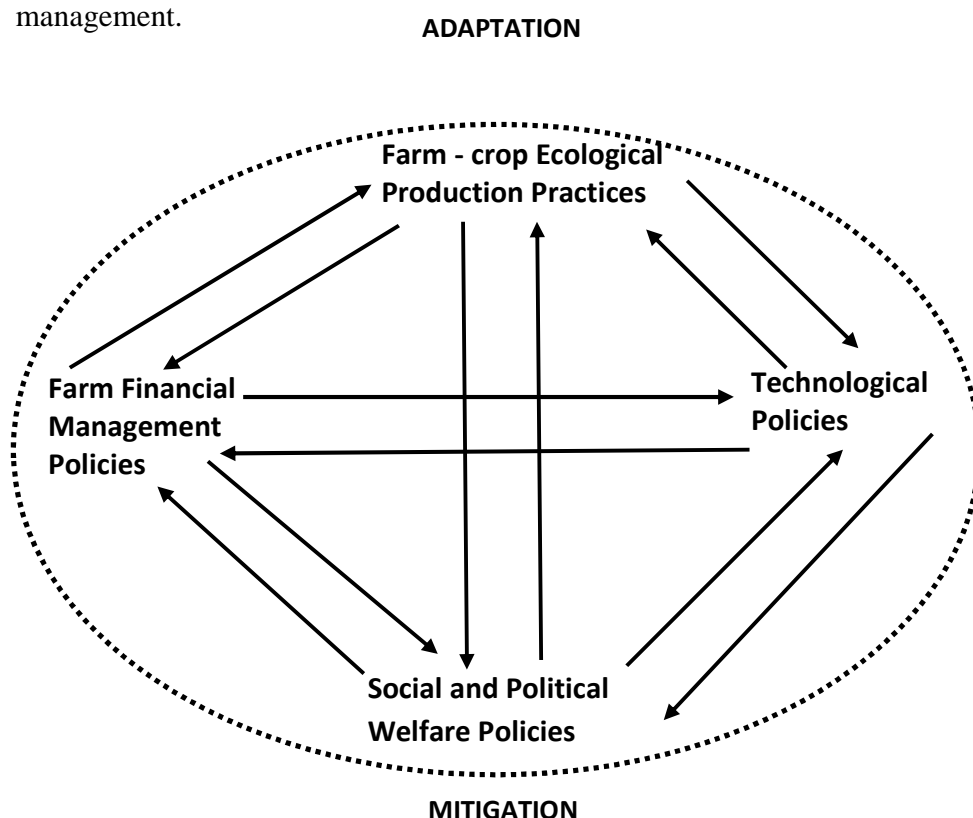 management.
ADAPTATION
Farm - crop Ecological
Production Practices
Farm Financial
Management
Policies
Technological
Policies
Social and Political
Welfare Policies
MITIGATION